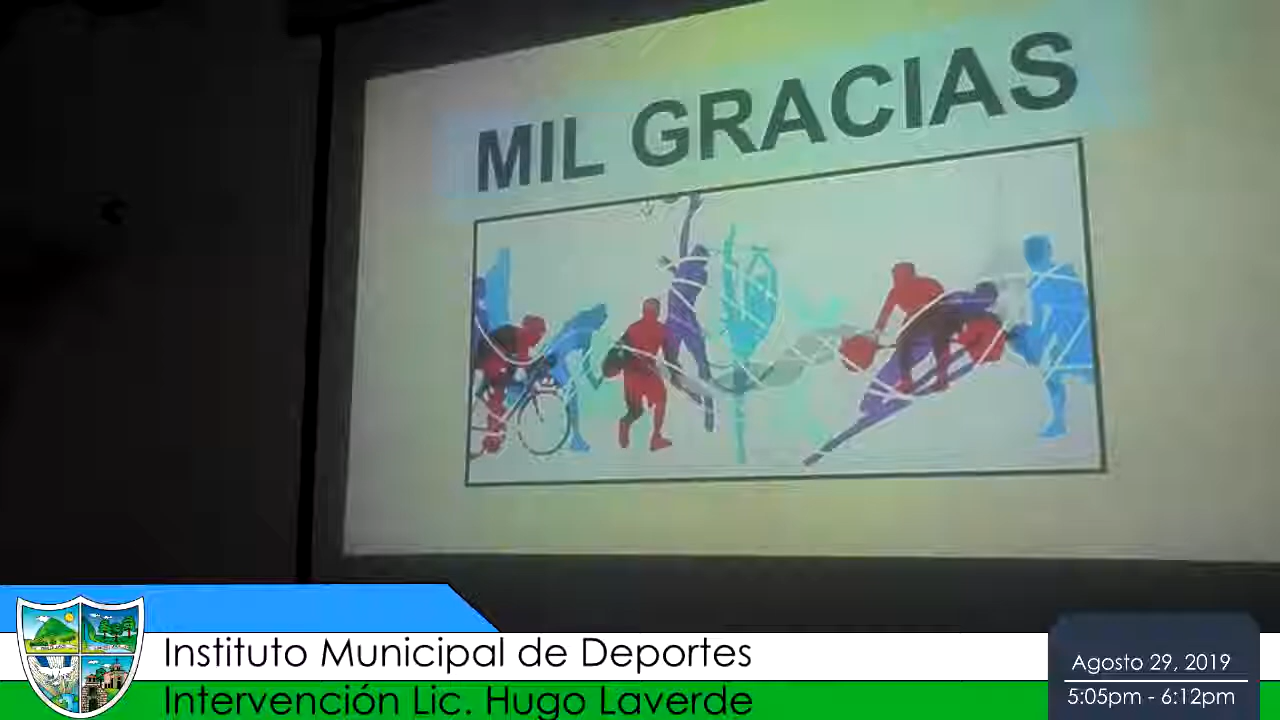 MIL GRACIAS
Instituto Municipal de Deportes
Intervención Lic. Hugo Laverde
Agosto 29, 2019
5:05pm - 6:12pm